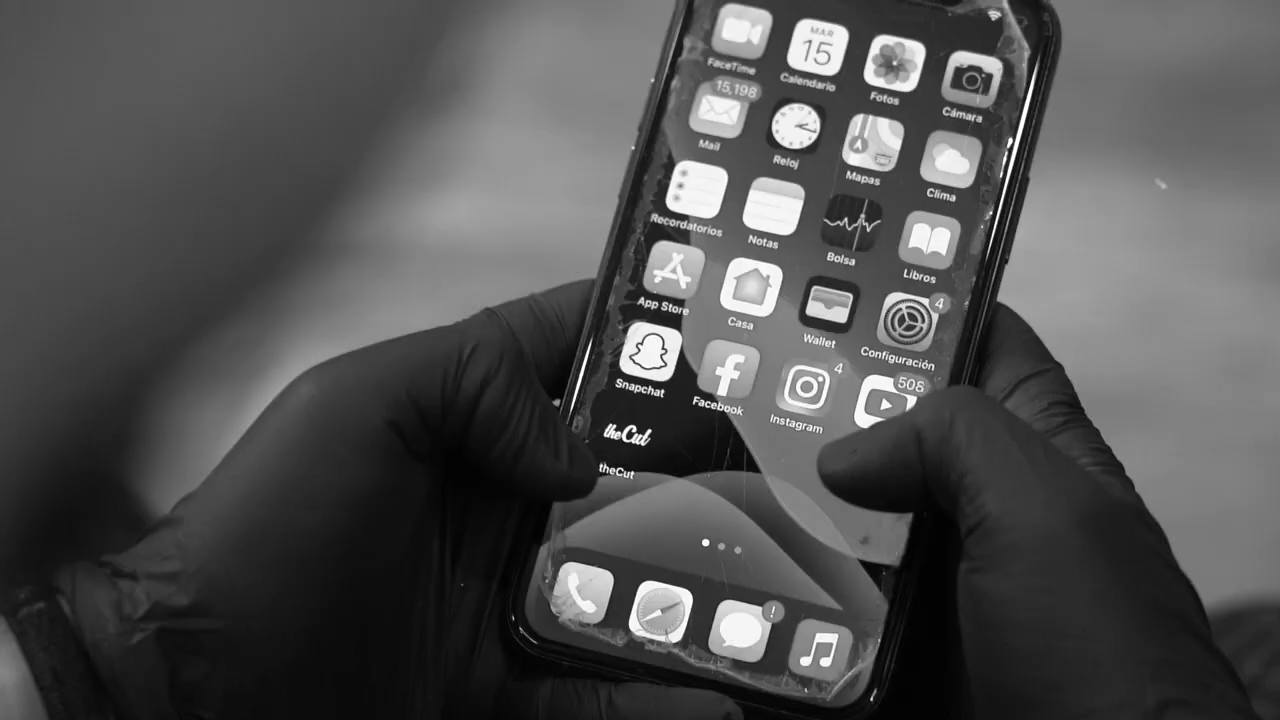 MAR
15
FaceTime
Calendario
Fotos
Cámara
15,198
Mail
Reloj
Mapas
Clima
Recordatorios
Notas
Bolsa
Libros
App Store
Casa
Wallet
4
Configuración
Snapchat
Facebook
4
Instagram
508
theCut
theCut
!